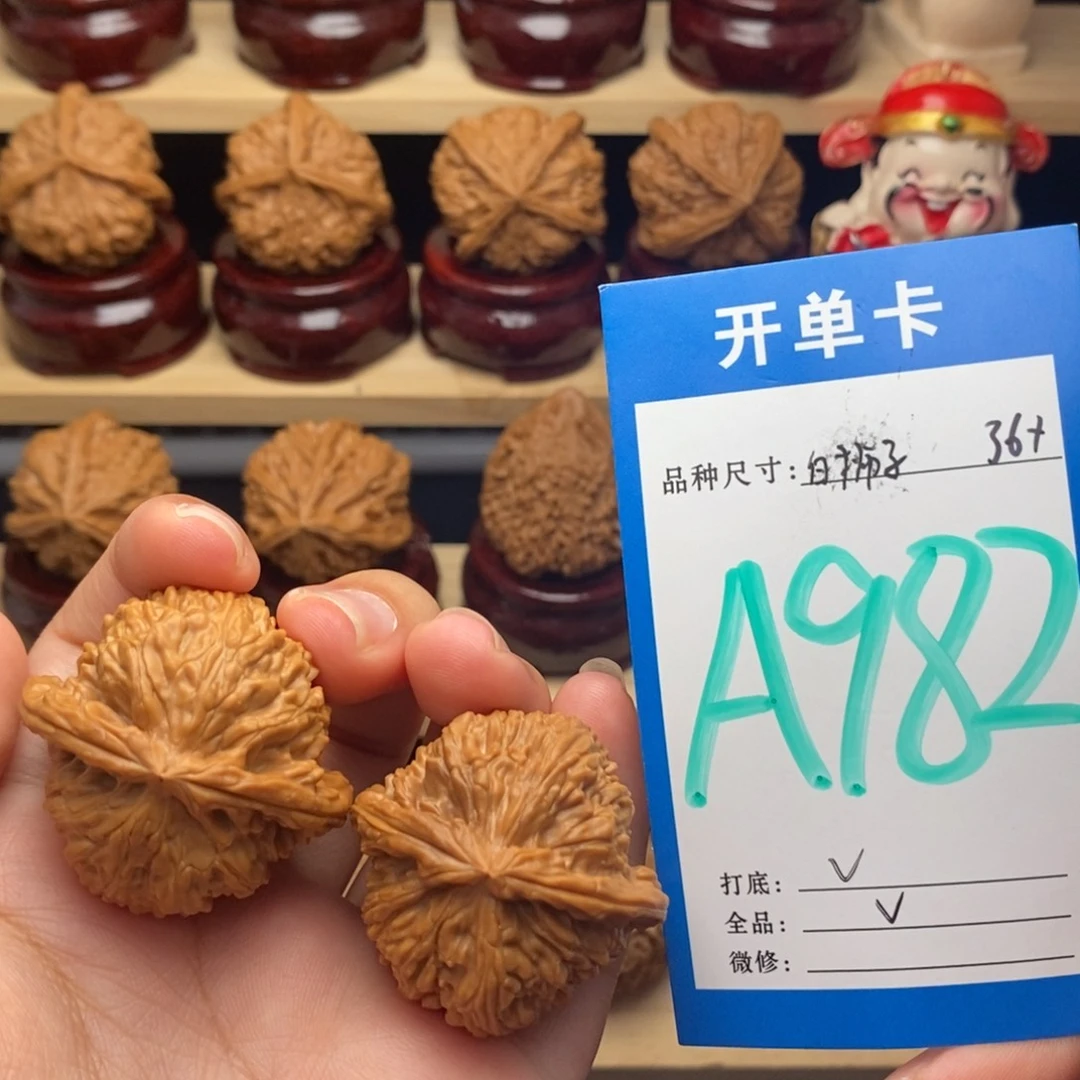 开单卡
品种尺寸:白狮子 36+
A982
打底: √
全品: √
微修: